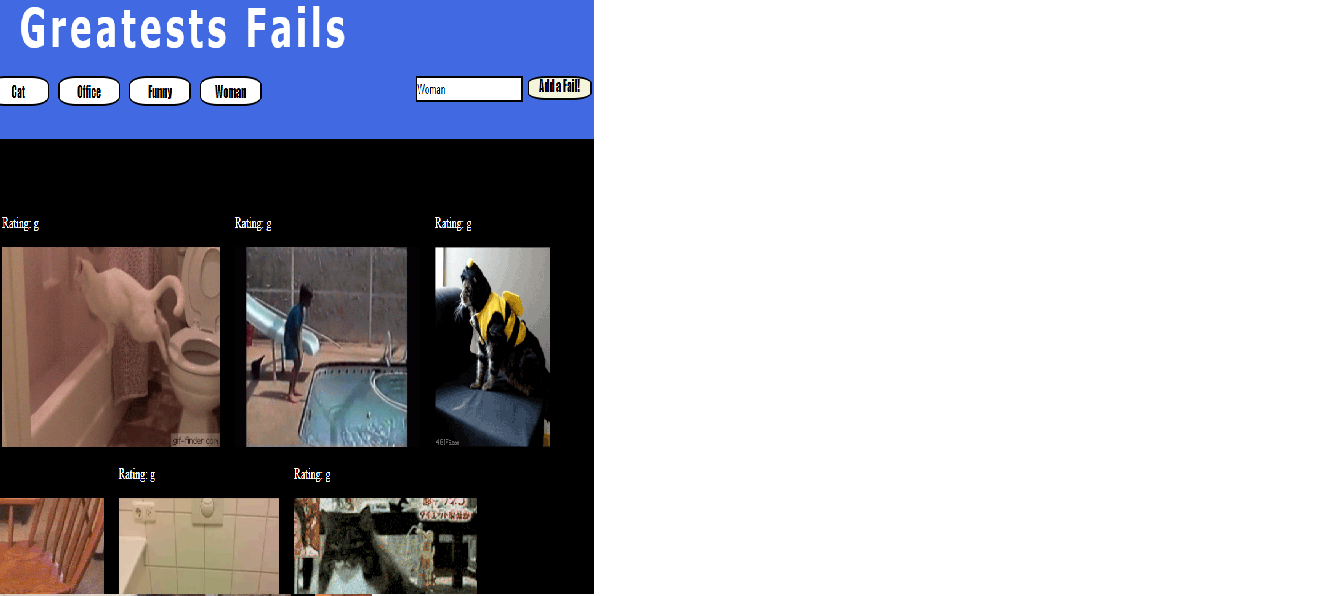 Greatests Fails
Cat Office Funny Woman Woman Add a Fail!
Rating: g Rating: g Rating: g
gif-finder.com 4GIFS.com
Rating: g Rating: g